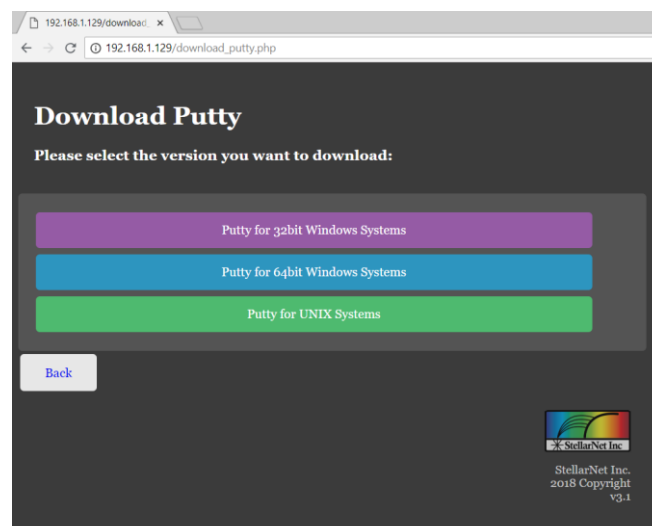 192.168.1.129/download_
192.168.1.129/download_putty.php
Download Putty
Please select the version you want to download:
Putty for 32bit Windows Systems
Putty for 64bit Windows Systems
Putty for UNIX Systems
Back
StellarNet Inc
StellarNet Inc.
2018 Copyright
v3.1